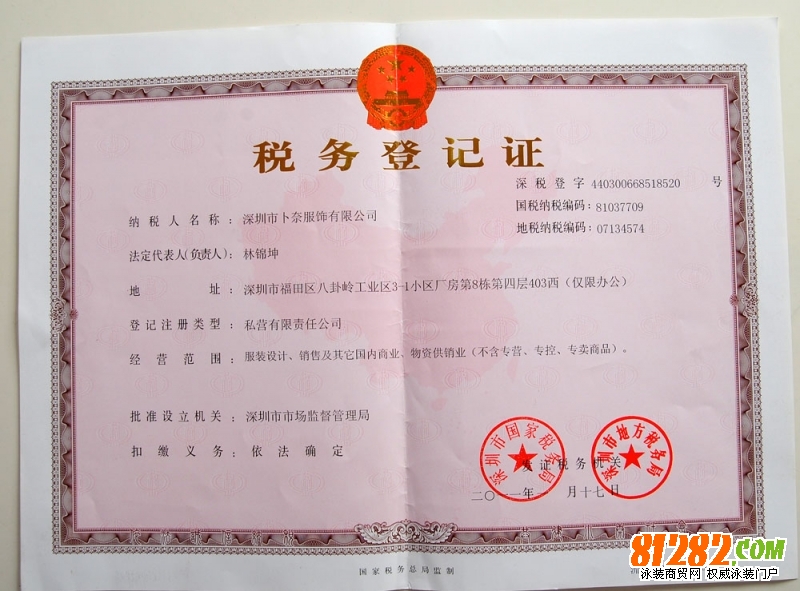 税务登记证
深税登字 440300668518520 号
国税纳税编码：81037709
地税纳税编码：07134574
纳税人名称：深圳市卜奈服饰有限公司
法定代表人(负责人)：林锦坤
地址：深圳市福田区八卦岭工业区3-1小区厂房第8栋第四层403西（仅限办公）
登记注册类型：私营有限责任公司
经营范围：服装设计、销售及其它国内商业、物资供销业（不含专营、专控、专卖商品）。
批准设立机关：深圳市市场监督管理局
扣缴义务：依法确定
深圳市国家税务局
深圳市地方税务局
发证税务机关
二〇一一年 月十七日
国家税务总局监制
81282.COM
泳装商贸网 权威泳装门户